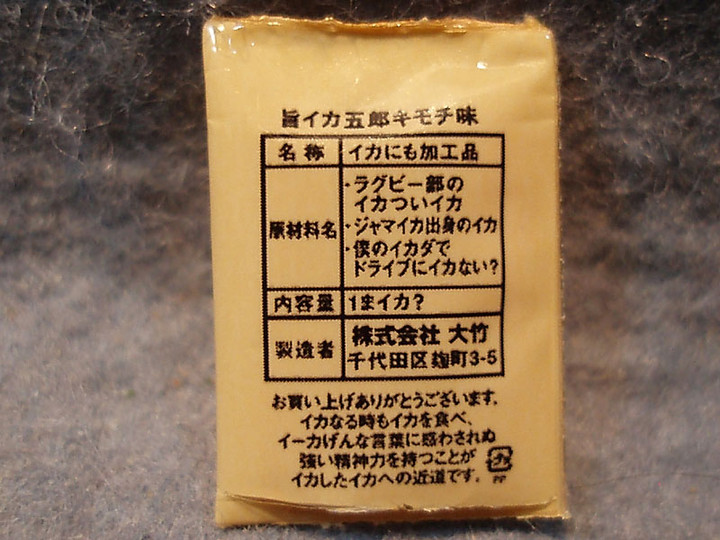 旨イカ五郎キモチ味
名称 イカにも加工品
原材料名
・ラグビー部の
イカついイカ
・ジャマイカ出身のイカ
・僕のイカダで
ドライブにイカない?
内容量 1まイカ?
製造者
株式会社 大竹
千代田区麹町3-5
お買い上げありがとうございます。
イカなる時もイカを食べ、
イーカげんな言葉に惑わされぬ
強い精神力を持つことが
イカしたイカへの近道です。
プラ
PP